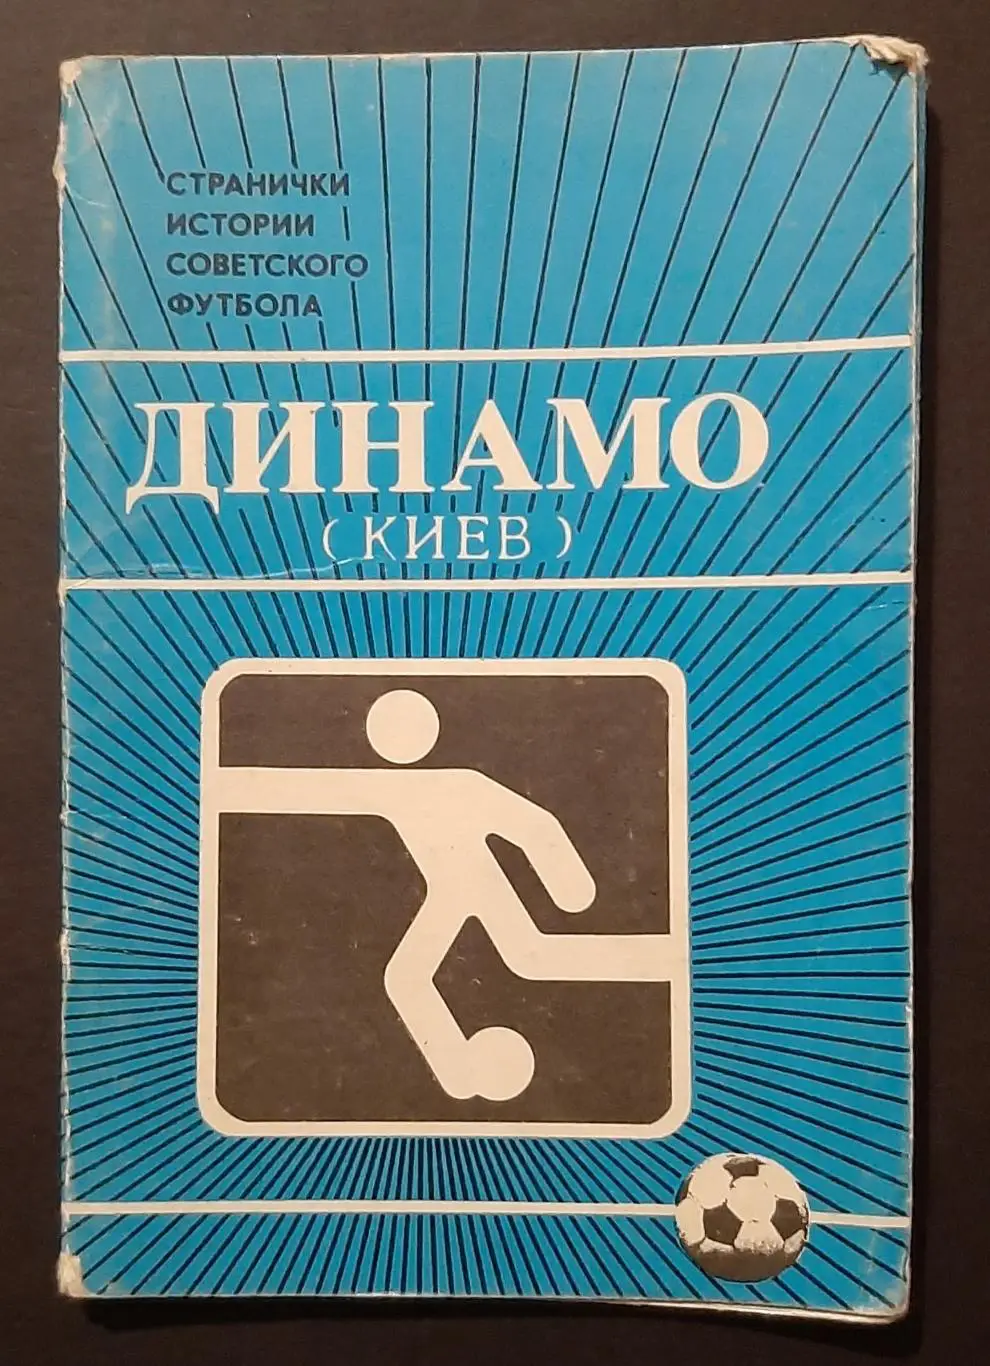 СТРАНИЧКИ
ИСТОРИИ
СОВЕТСКОГО
ФУТБОЛА
ДИНАМО
(КИЕВ)